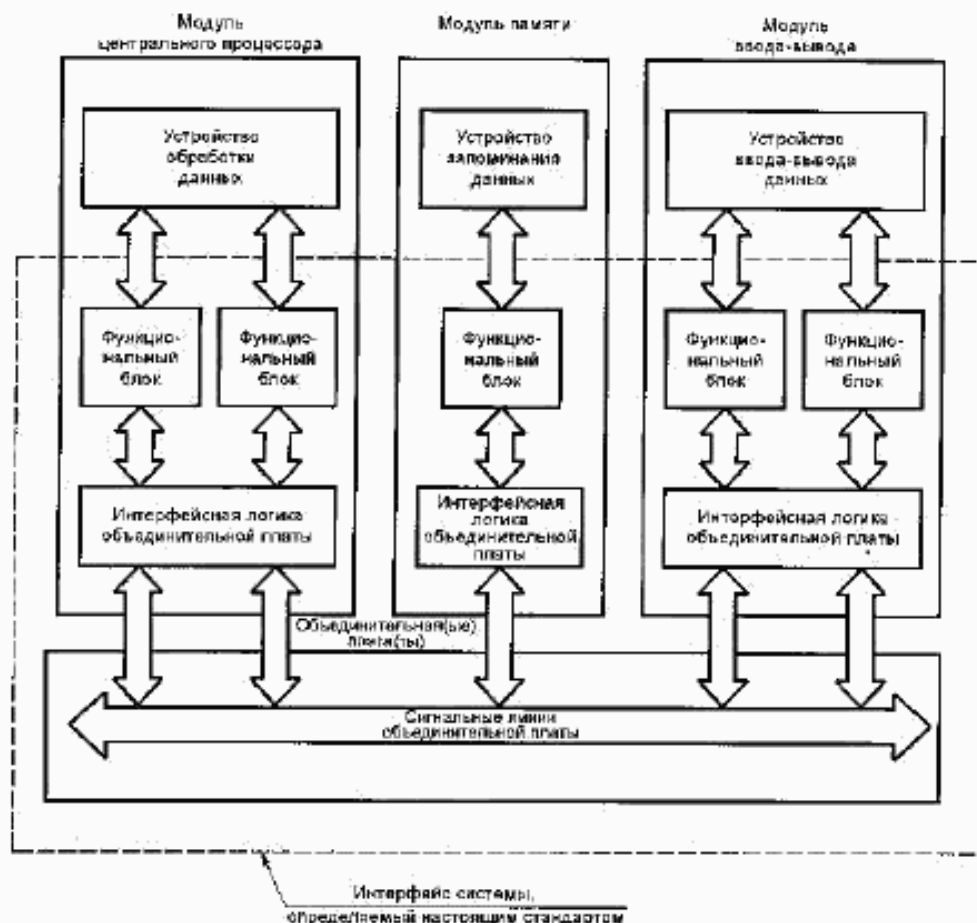 Модуль
центрального процессора
Модуль памяти
Модуль
ввода-вывода
Устройство
обработки
данных
Устройство
запоминания
данных
Устройство
ввода-вывода
данных
Функцио-
нальный
блок
Функцио-
нальный
блок
Функцио-
нальный
блок
Функцио-
нальный
блок
Функцио-
нальный
блок
Интерфейсная логика
объединительной платы
Интерфейсная
логика
объединительной
платы
Интерфейсная логика
объединительной платы
Объединительная(ые)
плата(ты)
Сигнальные линии
объединительной платы
Интерфейс системы,
определяемый настоящим стандартом